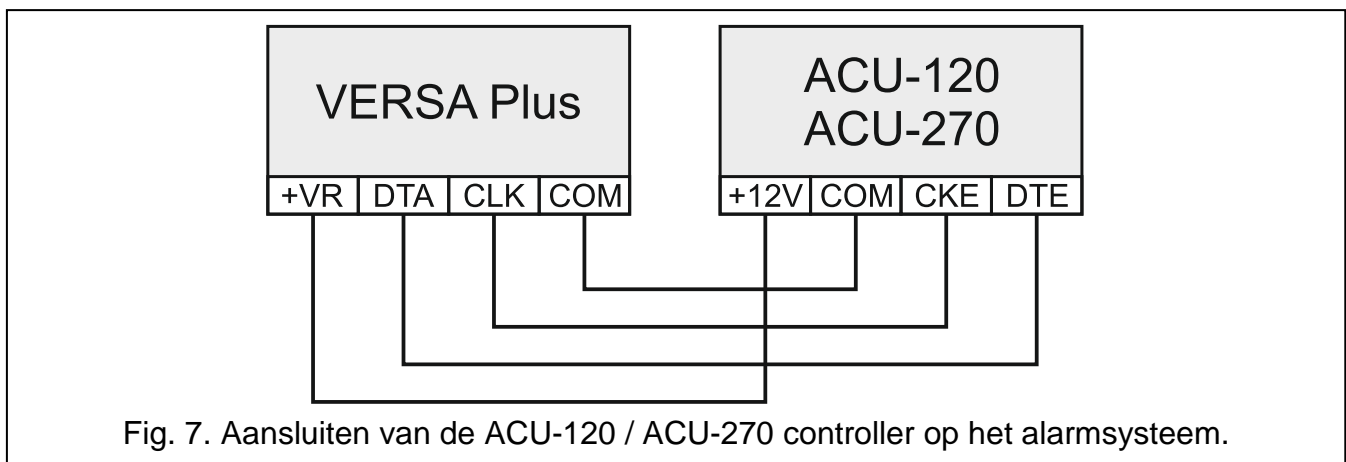 VERSA Plus
+VR DTA CLK COM
ACU-120
ACU-270
+12V COM CKE DTE
Fig. 7. Aansluiten van de ACU-120 / ACU-270 controller op het alarmsysteem.